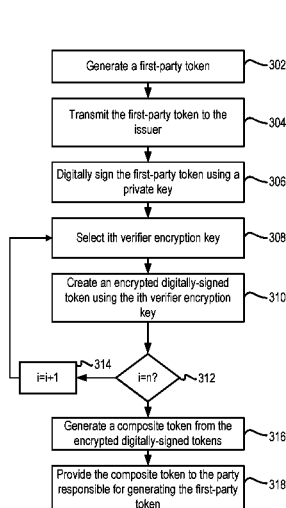 Generate a first-party token
302
Transmit the first-party token to the
issuer
304
Digitally sign the first-party token using a
private key
306
Select ith verifier encryption key
308
Create an encrypted digitally-signed
token using the ith verifier encryption
key
310
314
i=i+1
i=n?
312
Generate a composite token from the
encrypted digitally-signed tokens
316
Provide the composite token to the party
responsible for generating the first-party
token
318